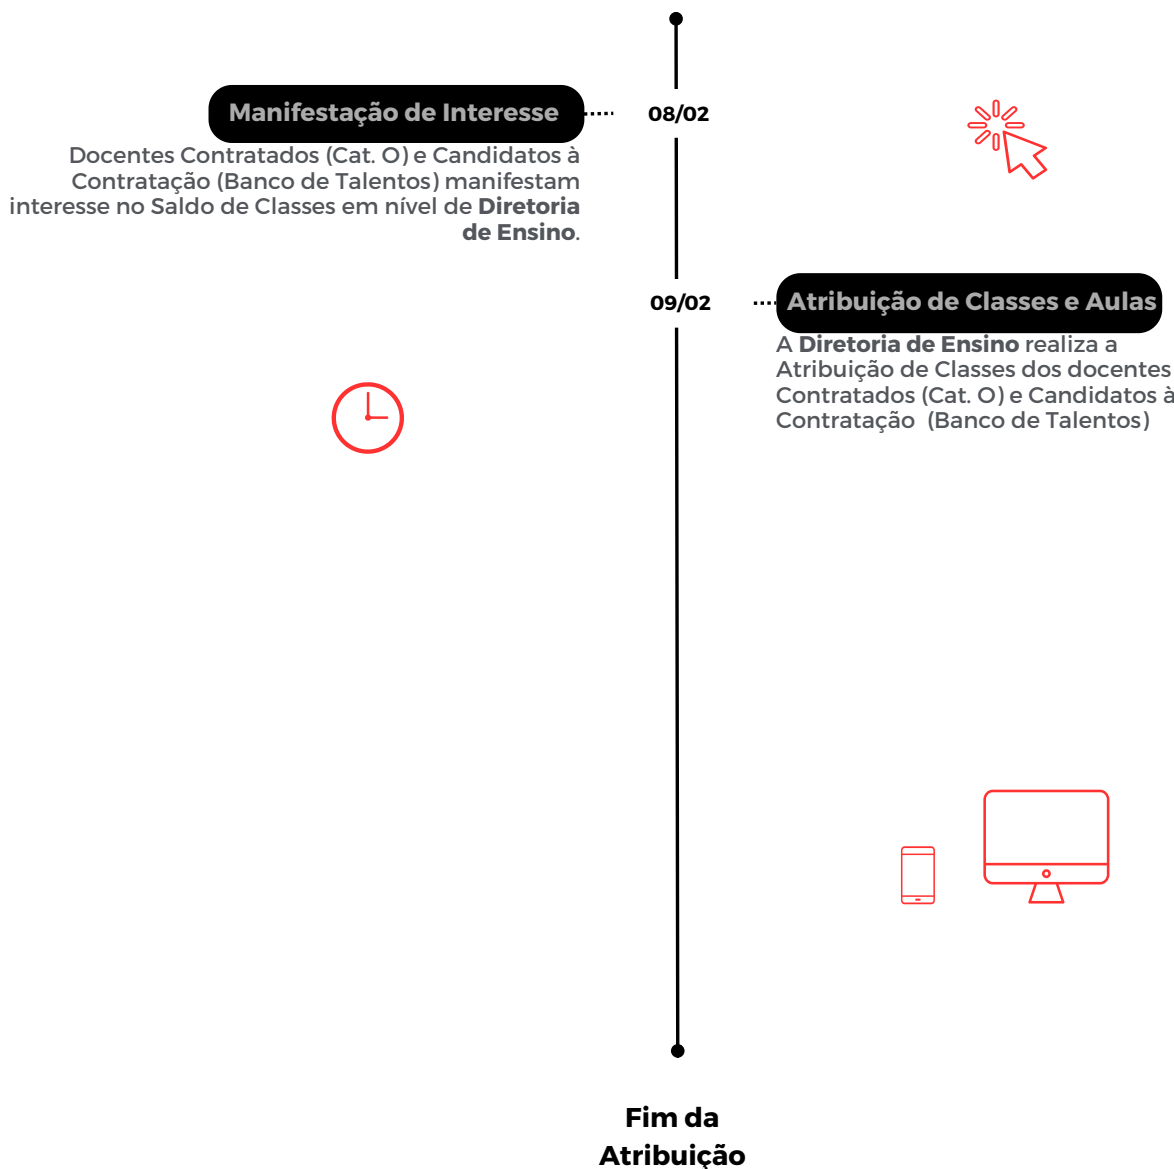 Manifestação de Interesse
08/02
Docentes Contratados (Cat. O) e Candidatos à
Contratação (Banco de Talentos) manifestam
interesse no Saldo de Classes em nível de Diretoria
de Ensino.
09/02
Atribuição de Classes e Aulas
A Diretoria de Ensino realiza a
Atribuição de Classes dos docentes
Contratados (Cat. O) e Candidatos à
Contratação (Banco de Talentos)
Fim da
Atribuição